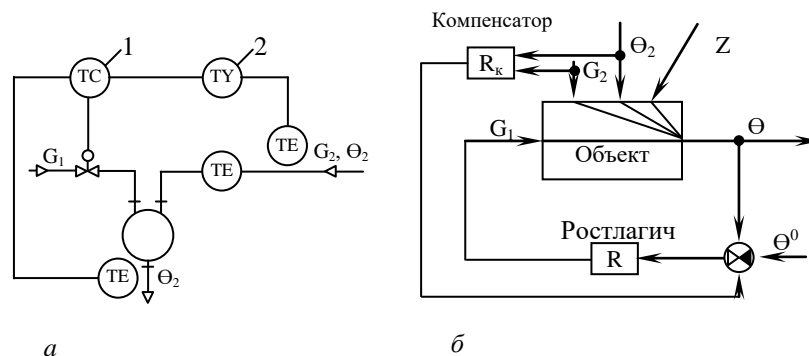 1
2
TC
TY
TE
G₁
TE
G₂, Θ₂
TE
Θ₂
а
Компенсатор
Rк
Θ₂
G₂
Z
G₁
Объект
Θ
Ростлагич
R
Θ⁰
б